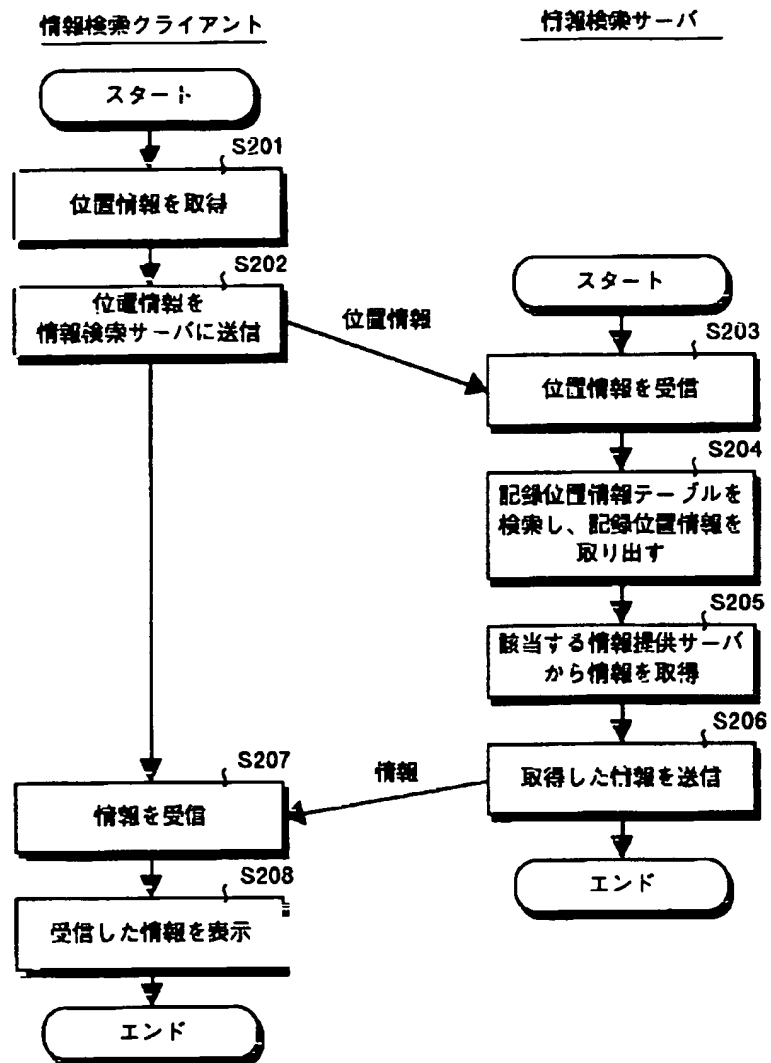 情報検索クライアント
スタート
S201
位置情報を取得
S202
位置情報を
情報検索サーバに送信
位置情報
情報検索サーバ
スタート
S203
位置情報を受信
S204
記録位置情報テーブルを
検索し、記録位置情報を
取り出す
S205
該当する情報提供サーバ
から情報を取得
S206
取得した情報を送信
エンド
情報
S207
情報を受信
S208
受信した情報を表示
エンド